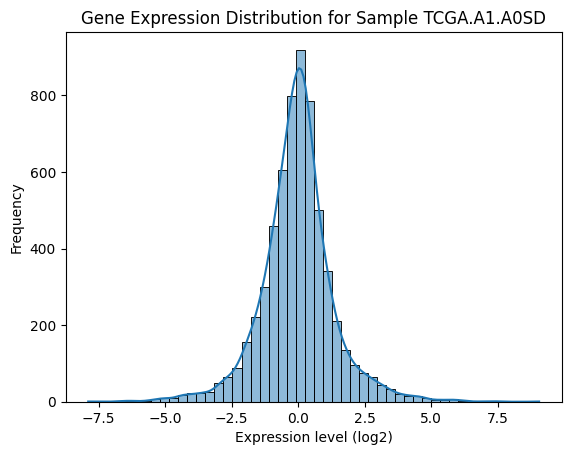 Gene Expression Distribution for Sample TCGA.A1.A0SD
800
600
400
200
0
Frequency
−7.5 −5.0 −2.5 0.0 2.5 5.0 7.5
Expression level (log2)